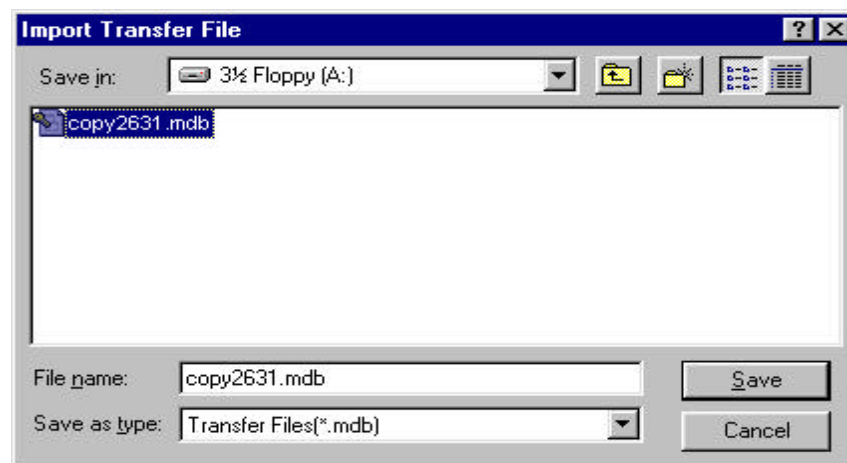 Import Transfer File
Save in: 3½ Floppy (A:)
copy2631.mdb
File name: copy2631.mdb Save
Save as type: Transfer Files(*.mdb) Cancel